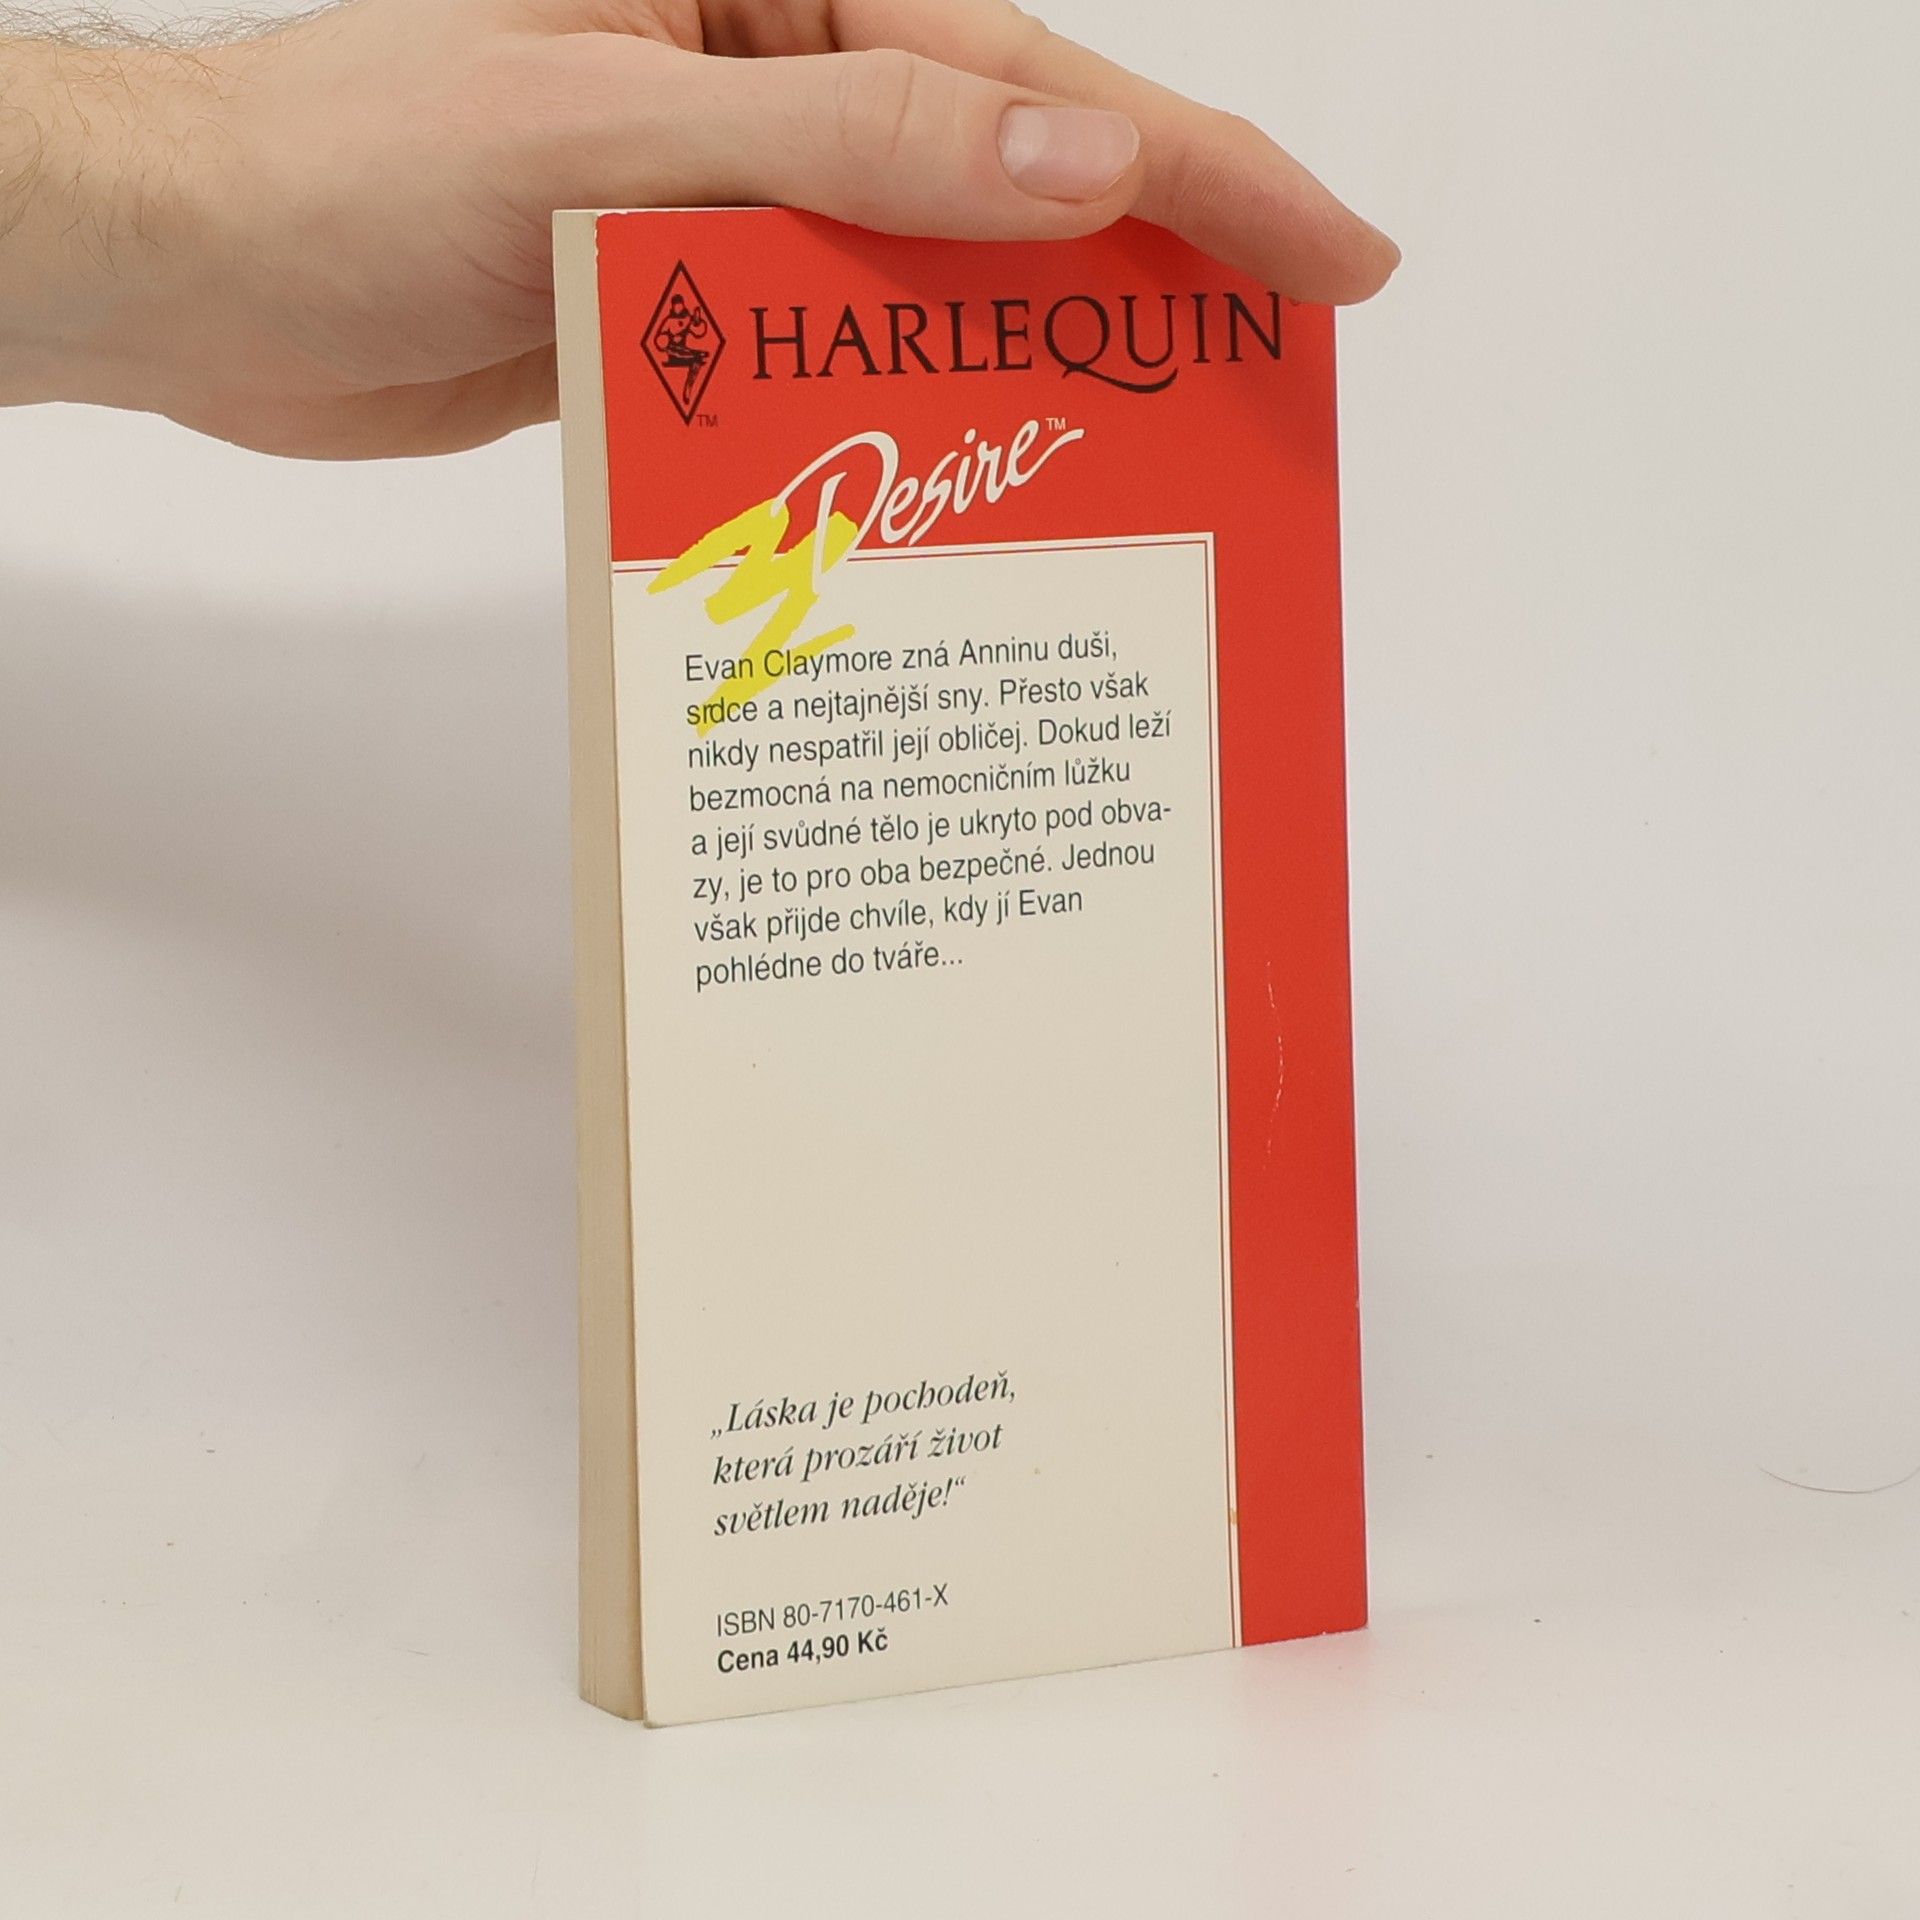 HARLEQUIN
TM
Desire™
Evan Claymore zná Anninu duši,
srdce a nejtajnější sny. Přesto však
nikdy nespatřil její obličej. Dokud leží
bezmocná na nemocničním lůžku
a její svůdné tělo je ukryto pod obva-
zy, je to pro oba bezpečné. Jednou
však přijde chvíle, kdy jí Evan
pohlédne do tváře...
„Láska je pochodeň,
která prozáří život
světlem naděje!“
ISBN 80-7170-461-X
Cena 44,90 Kč